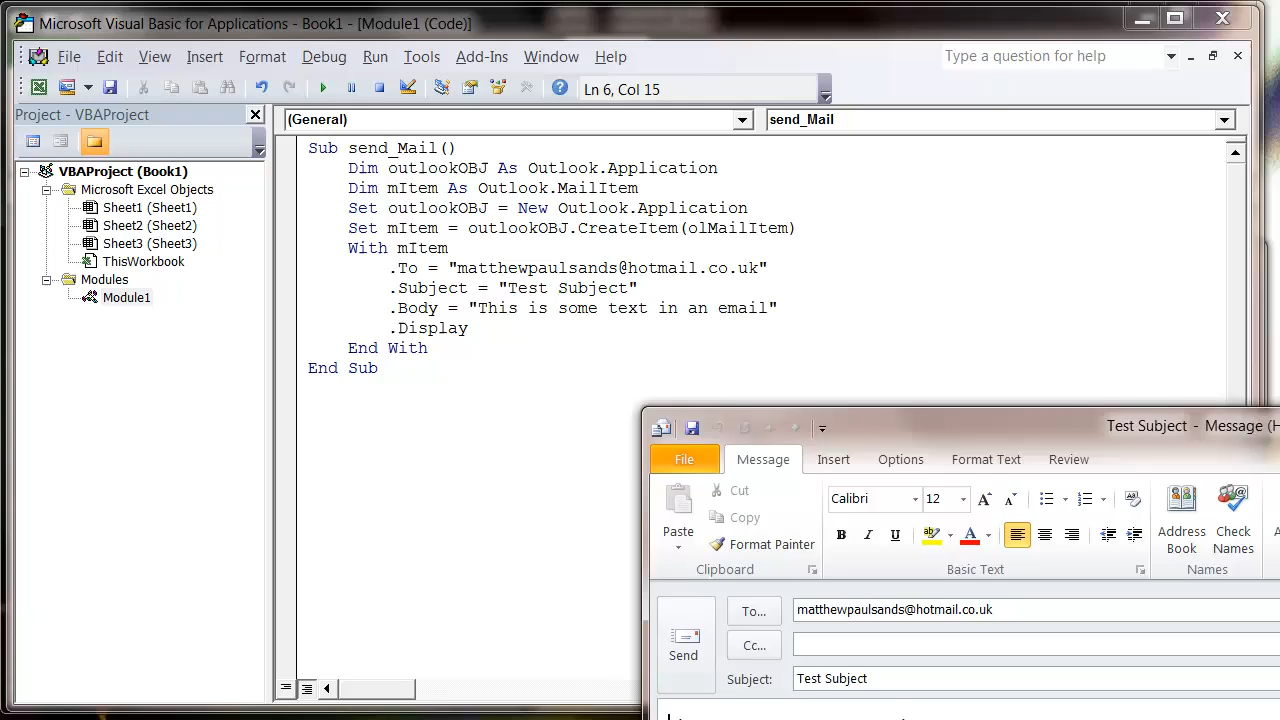 Microsoft Visual Basic for Applications - Book1 - [Module1 (Code)]
File Edit View Insert Format Debug Run Tools Add-Ins Window Help
Type a question for help
Ln 6, Col 15
Project - VBAProject
(General)
send_Mail
VBAProject (Book1)
Microsoft Excel Objects
Sheet1 (Sheet1)
Sheet2 (Sheet2)
Sheet3 (Sheet3)
ThisWorkbook
Modules
Module1
Sub send_Mail()
Dim outlookOBJ As Outlook.Application
Dim mItem As Outlook.MailItem
Set outlookOBJ = New Outlook.Application
Set mItem = outlookOBJ.CreateItem(olMailItem)
With mItem
.To = "matthewpaulsands@hotmail.co.uk"
.Subject = "Test Subject"
.Body = "This is some text in an email"
.Display
End With
End Sub
Test Subject - Message (H
File Message Insert Options Format Text Review
Paste
Cut
Copy
Format Painter
Clipboard
Calibri 12
B I U
Basic Text
Address Book
Check Names
Names
Send
To... matthewpaulsands@hotmail.co.uk
Cc...
Subject: Test Subject